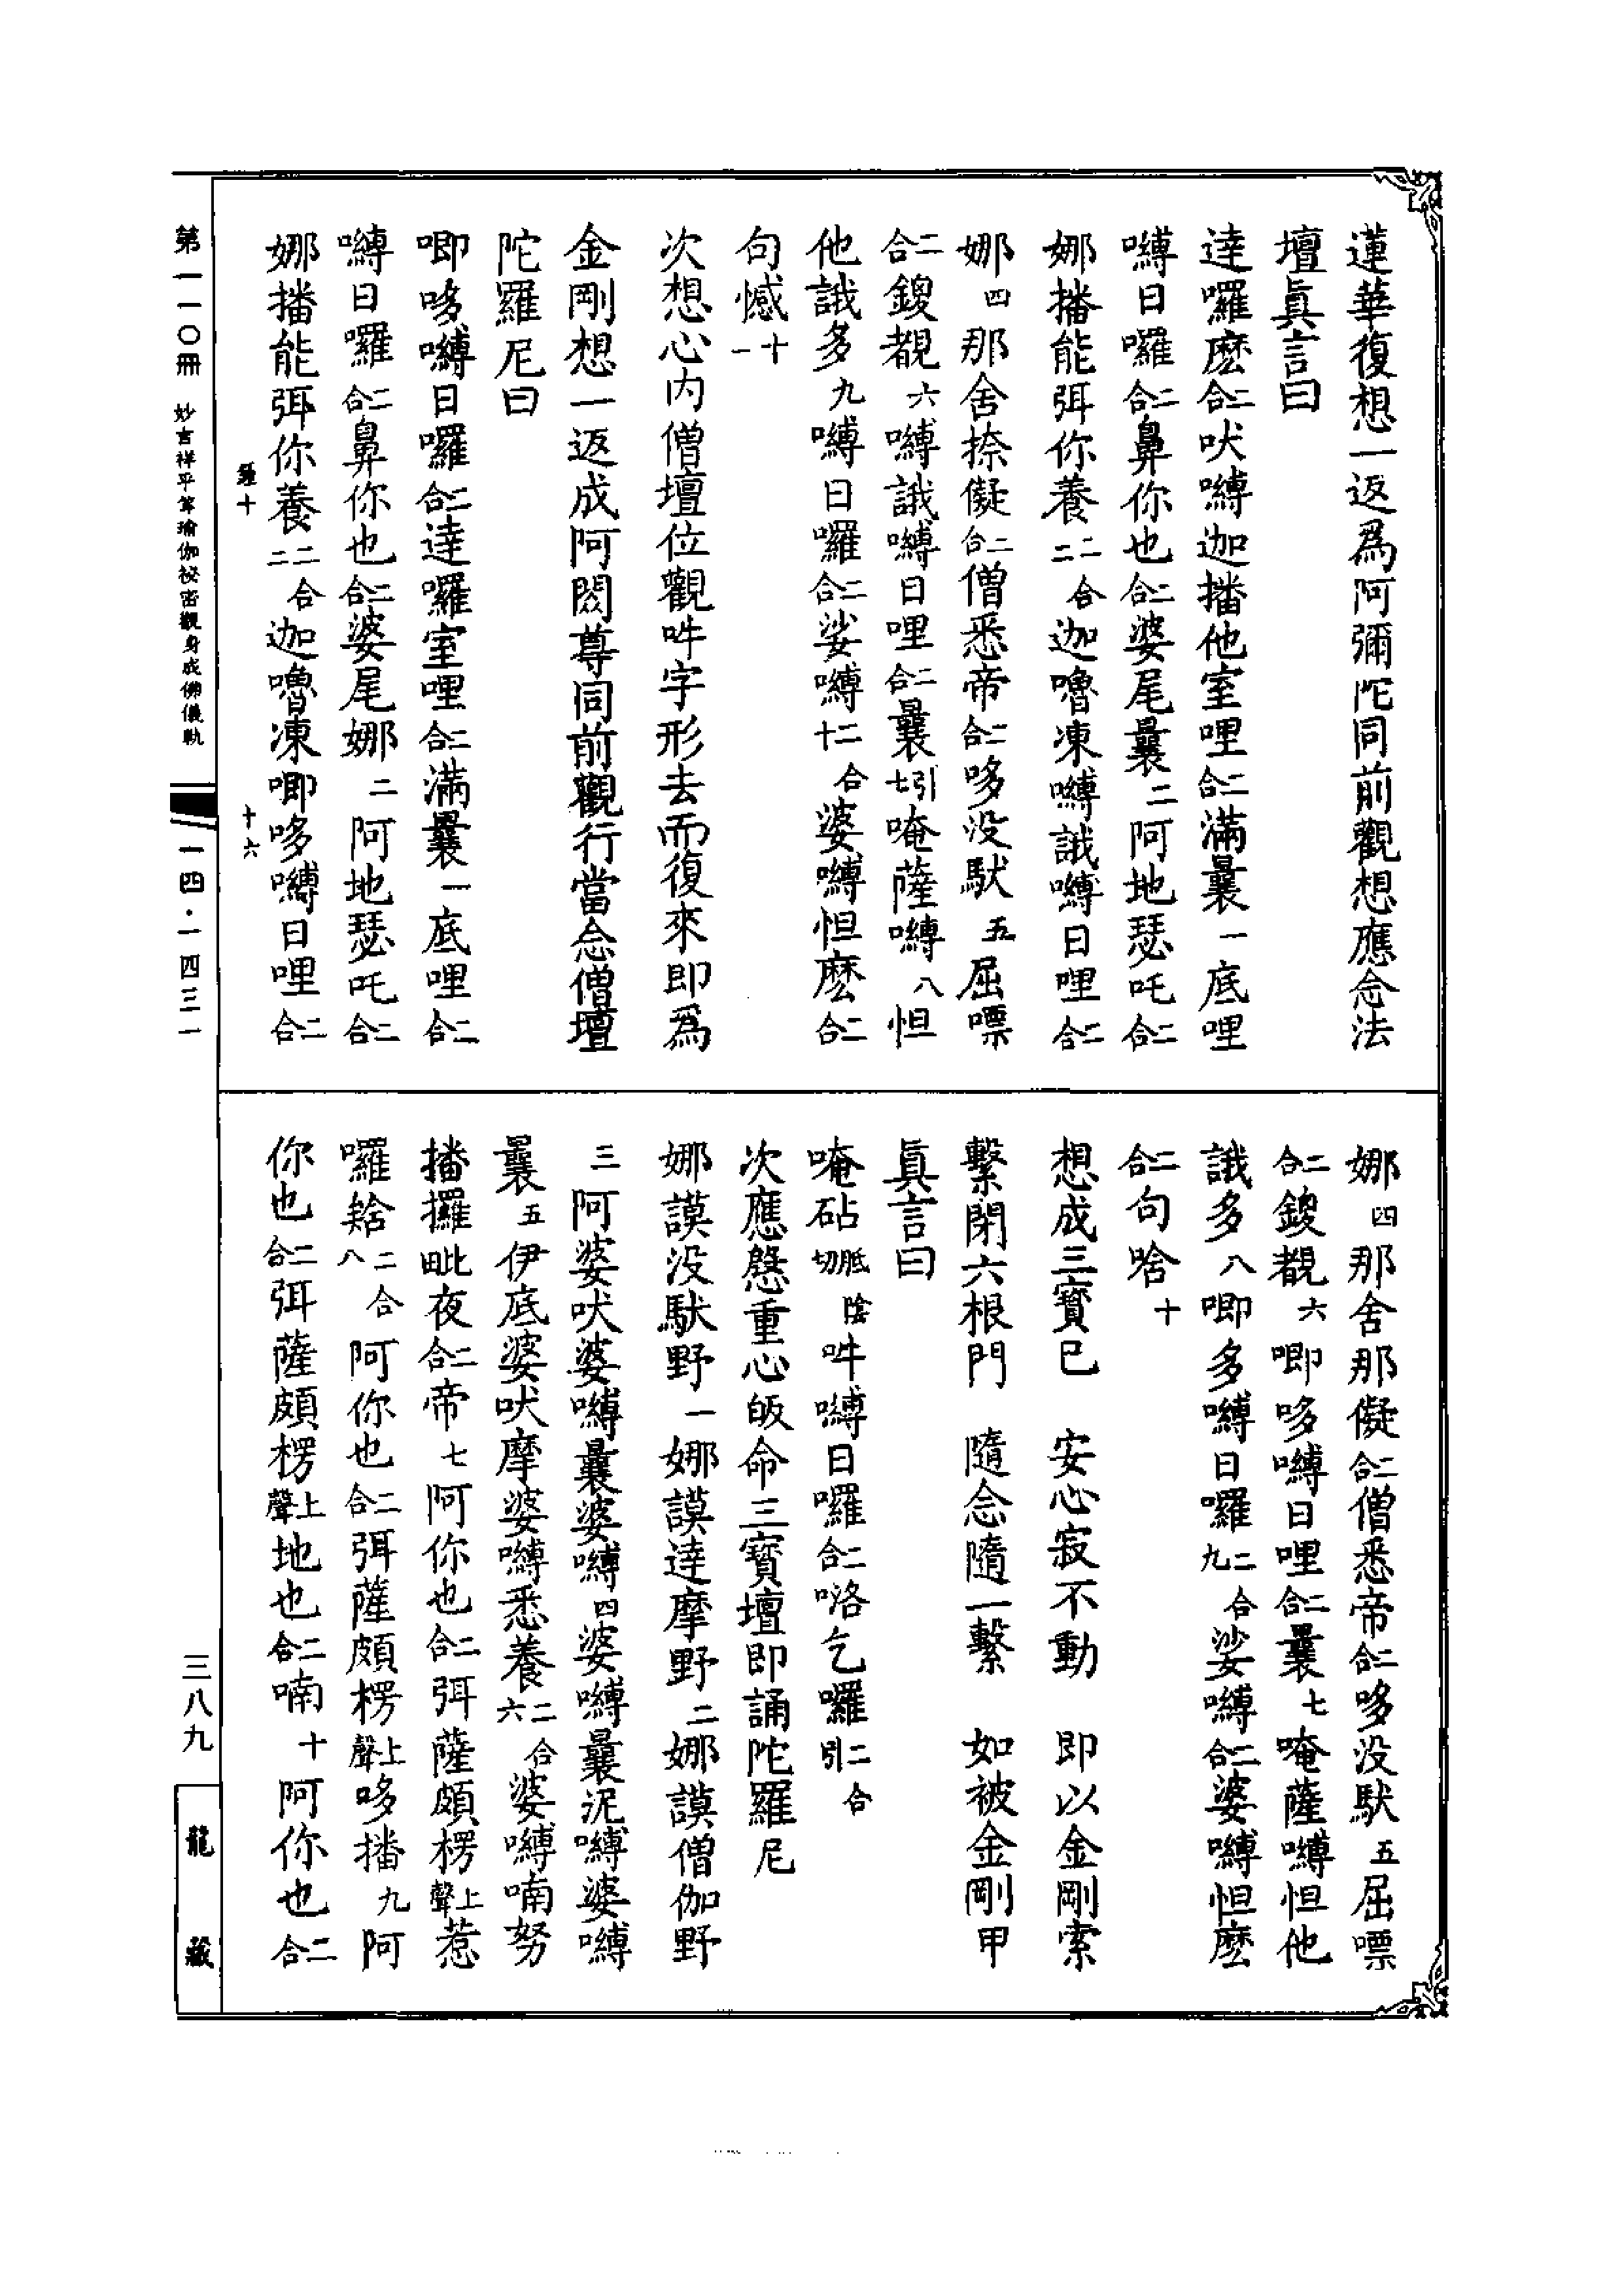 蓮華復想一返爲阿彌陀同前觀想應念法
壇眞言曰
達囉麽二合吠嚩迦播他室哩二合滿曩一底哩
嚩日囉二合鼻你也二合婆尾曩二阿地瑟吒二合
娜播能弭你養二合三迦嚕凍嚩誐嚩日哩二合
娜四那舍捺儗二合僧悉帝二合哆没馱五屈㗚
二合鍐覩六嚩誐嚩日哩二合曩引七唵薩嚩八怛
他誐多九嚩日囉二合娑嚩二合十婆嚩怛麽二合
句憾十一
次想心内僧壇位觀吽字形去而復來即爲
金剛想一返成阿閦尊同前觀行當念僧壇
陀羅尼曰
唧哆嚩日囉二合達囉室哩二合滿曩一底哩二合
嚩日囉二合鼻你也二合婆尾娜二阿地瑟吒二合
娜播能弭你養二合三迦嚕凍唧哆嚩日哩二合
娜四那舍那儗二合僧悉帝二合哆没馱五屈㗚
二合鍐覩六唧哆嚩日哩二合曩七唵薩嚩怛他
誐多八唧多嚩日囉二合九娑嚩二合婆嚩怛麽
二合句唅十
想成三寳已　安心寂不動　即以金剛索
繫閉六根門　隨念隨一繫　如被金剛甲
眞言曰
唵砧胝陰切吽嚩日囉二合咯乞囉二合引
次應慇重心皈命三寳壇即誦陀羅尼
娜謨没馱野一娜謨達摩野二娜謨僧伽野
三阿婆吠婆嚩曩婆嚩四婆嚩曩泥嚩婆嚩
曩五伊底婆吠摩婆嚩悉養二合六婆嚩喃努
播攞毗夜二合帝七阿你也二合弭薩頗楞上聲惹
囉䭃二合八阿你也二合弭薩頗楞上聲哆播九阿
你也二合弭薩頗楞上聲地也二合喃十阿你也二合
第一一〇冊　妙吉祥平等瑜伽祕密觀身成佛儀軌
十六
一四·一四三一
三八九
龍藏